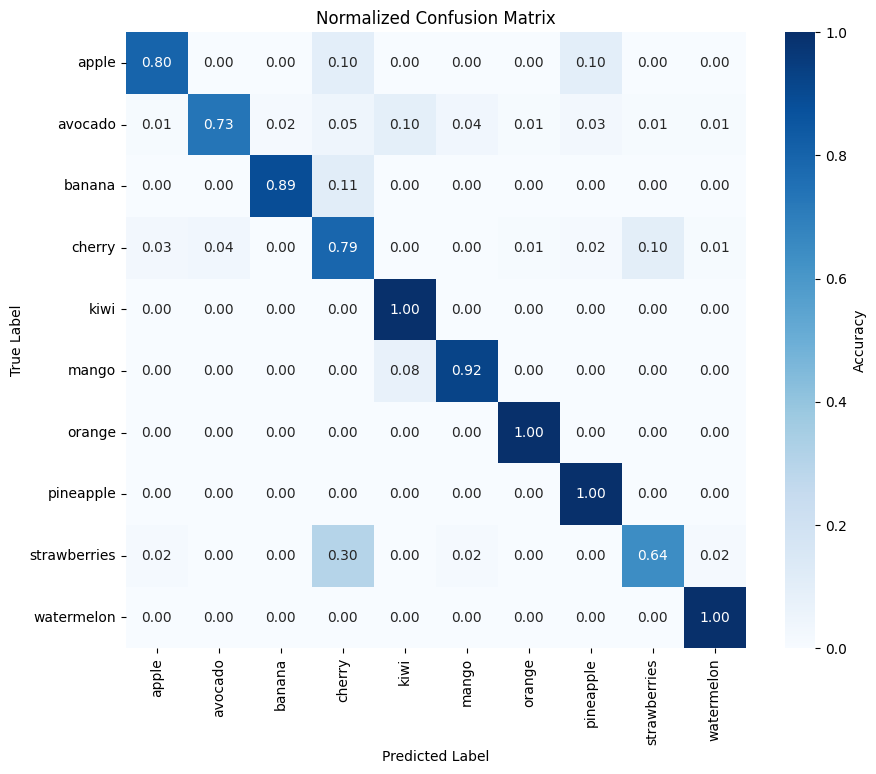 Normalized Confusion Matrix
True Label
apple 0.80 0.00 0.00 0.10 0.00 0.00 0.00 0.10 0.00 0.00
avocado 0.01 0.73 0.02 0.05 0.10 0.04 0.01 0.03 0.01 0.01
banana 0.00 0.00 0.89 0.11 0.00 0.00 0.00 0.00 0.00 0.00
cherry 0.03 0.04 0.00 0.79 0.00 0.00 0.01 0.02 0.10 0.01
kiwi 0.00 0.00 0.00 0.00 1.00 0.00 0.00 0.00 0.00 0.00
mango 0.00 0.00 0.00 0.00 0.08 0.92 0.00 0.00 0.00 0.00
orange 0.00 0.00 0.00 0.00 0.00 0.00 1.00 0.00 0.00 0.00
pineapple 0.00 0.00 0.00 0.00 0.00 0.00 0.00 1.00 0.00 0.00
strawberries 0.02 0.00 0.00 0.30 0.00 0.02 0.00 0.00 0.64 0.02
watermelon 0.00 0.00 0.00 0.00 0.00 0.00 0.00 0.00 0.00 1.00
apple avocado banana cherry kiwi mango orange pineapple strawberries watermelon
Predicted Label
1.0
0.8
0.6
0.4
0.2
0.0
Accuracy